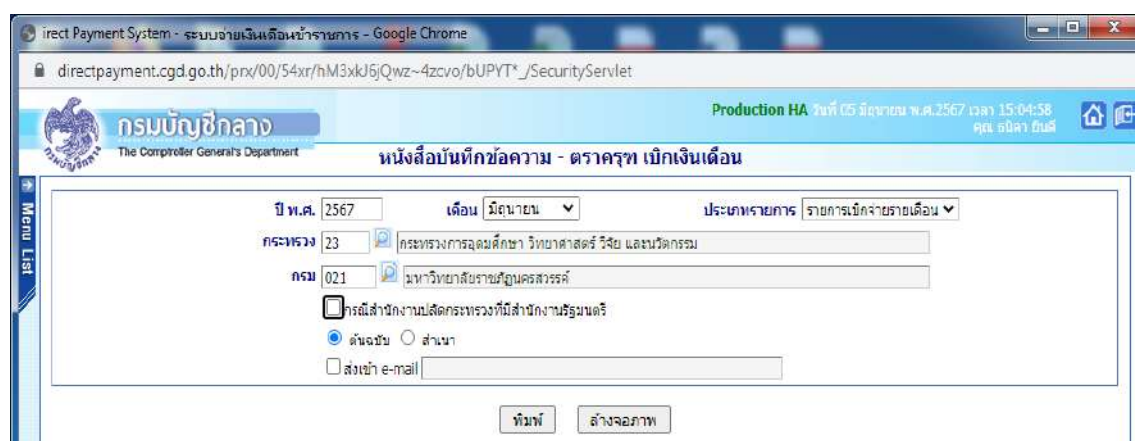 irect Payment System - ระบบจ่ายเงินเดือนข้าราชการ - Google Chrome
directpayment.cgd.go.th/prx/00/54xr/hM3xkJ6jQwz~4zcvo/bUPYT*_/SecurityServlet
กรมบัญชีกลาง
The Comptroller General's Department
Production HA วันที่ 05 มิถุนายน พ.ศ.2567 เวลา 15:04:58
คุณ ธนิดา ยินดี
หนังสือบันทึกข้อความ - ตราครุฑ เบิกเงินเดือน
Menu List
ปี พ.ศ. 2567 เดือน มิถุนายน ประเภทรายการ รายการเบิกจ่ายรายเดือน
กระทรวง 23 กระทรวงการอุดมศึกษา วิทยาศาสตร์ วิจัย และนวัตกรรม
กรม 021 มหาวิทยาลัยราชภัฏนครสวรรค์
กรณีสำนักงานปลัดกระทรวงที่มีสำนักงานรัฐมนตรี
ต้นฉบับ สำเนา
ส่งเข้า e-mail
พิมพ์ ล้างจอภาพ